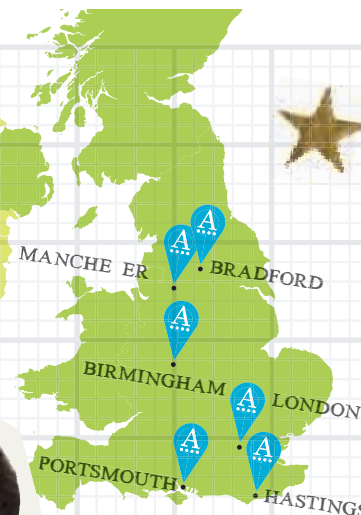 A
A
MANCHE ER
BRADFORD
A
BIRMINGHAM
A
LONDON
A
PORTSMOUTH
A
HASTINGS